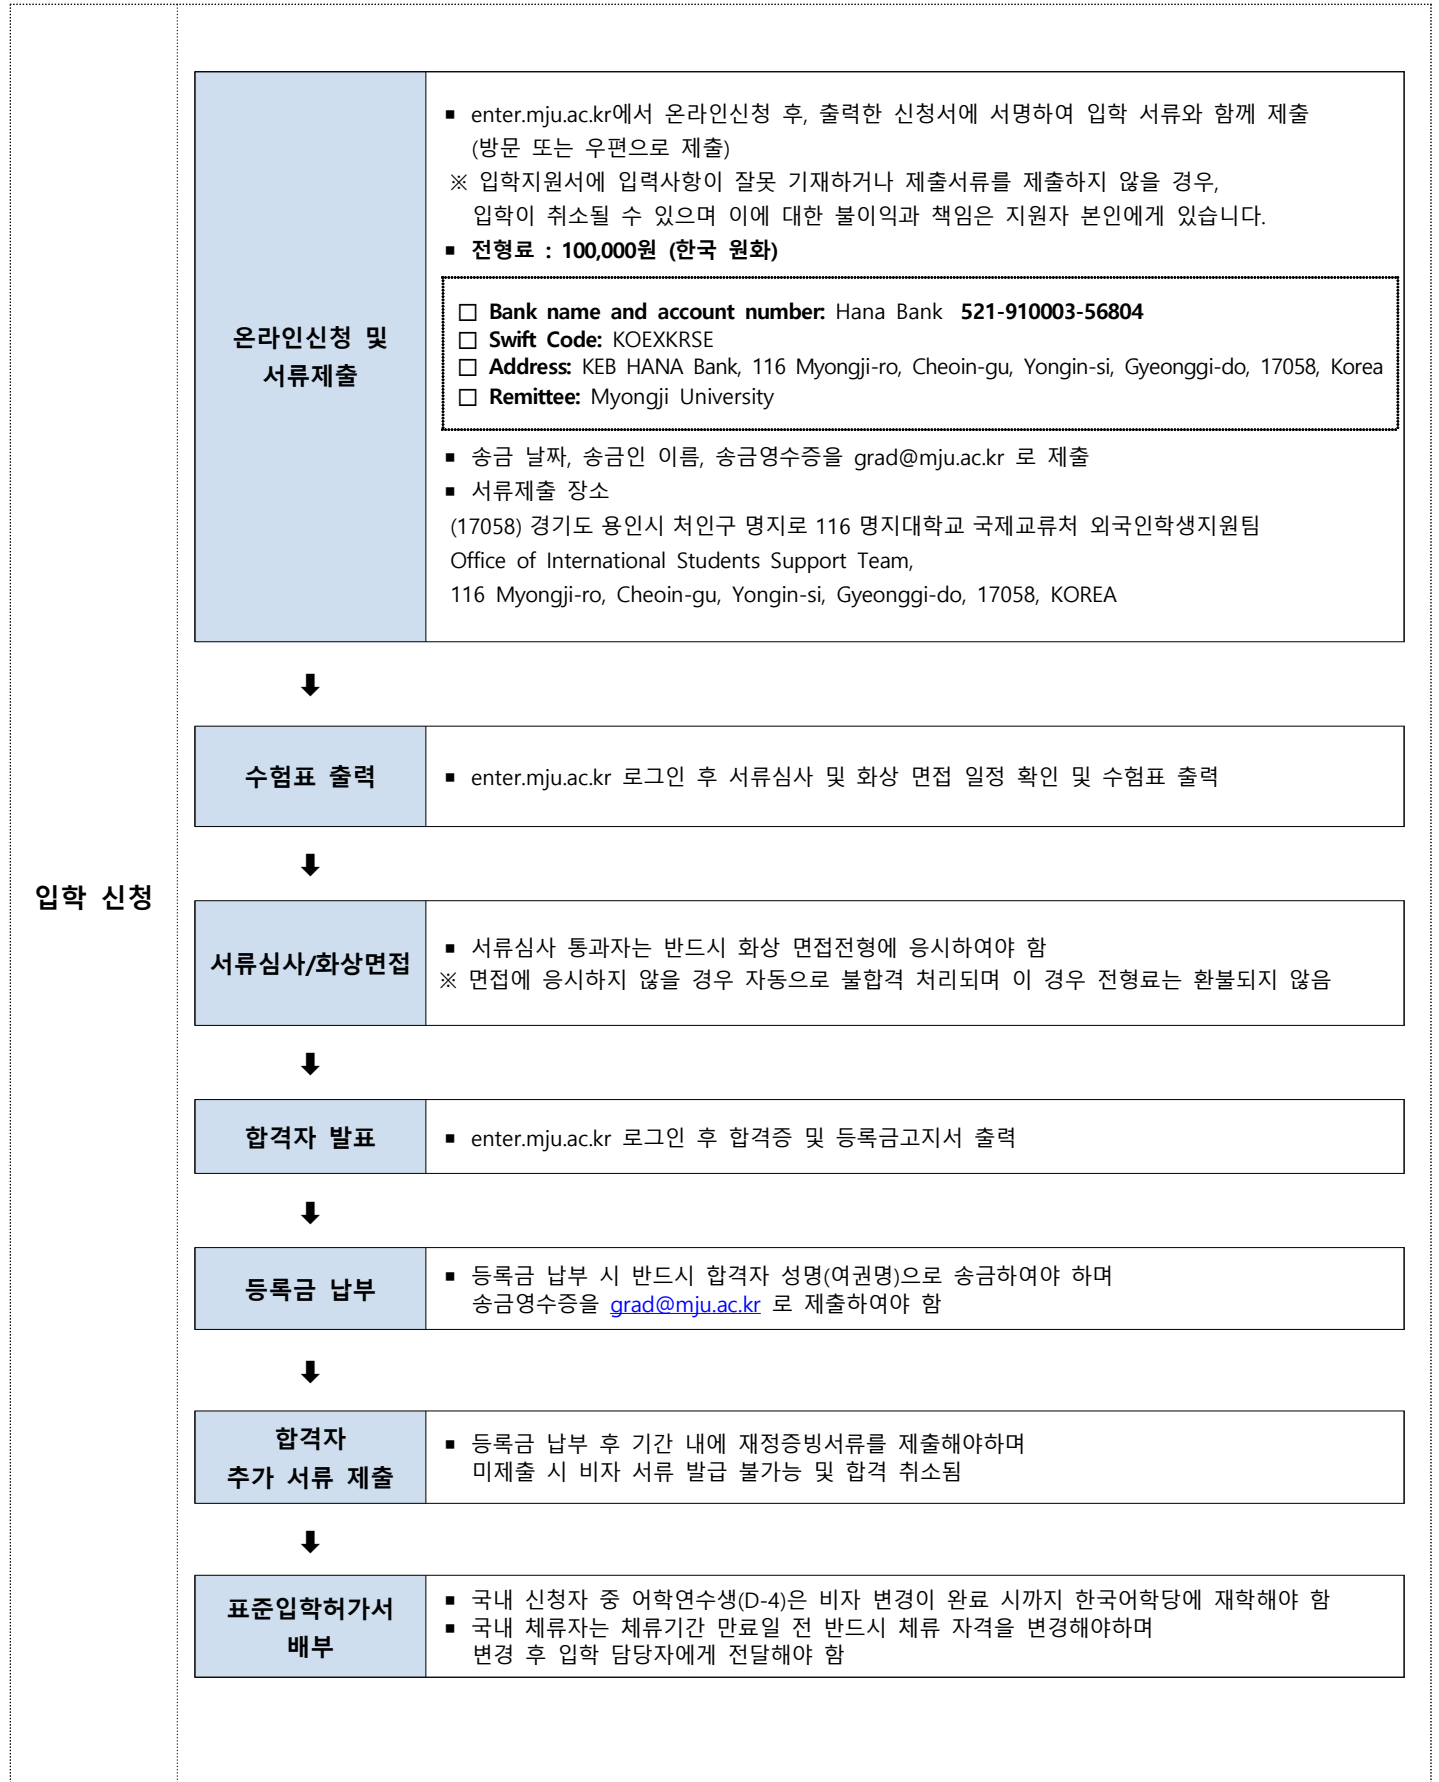 입학 신청
온라인신청 및
서류제출
▪ enter.mju.ac.kr에서 온라인신청 후, 출력한 신청서에 서명하여 입학 서류와 함께 제출
(방문 또는 우편으로 제출)
※ 입학지원서에 입력사항이 잘못 기재하거나 제출서류를 제출하지 않을 경우,
입학이 취소될 수 있으며 이에 대한 불이익과 책임은 지원자 본인에게 있습니다.
▪ 전형료 : 100,000원 (한국 원화)
□ Bank name and account number: Hana Bank 521-910003-56804
□ Swift Code: KOEXKRSE
□ Address: KEB HANA Bank, 116 Myongji-ro, Cheoin-gu, Yongin-si, Gyeonggi-do, 17058, Korea
□ Remittee: Myongji University
▪ 송금 날짜, 송금인 이름, 송금영수증을 grad@mju.ac.kr 로 제출
▪ 서류제출 장소
(17058) 경기도 용인시 처인구 명지로 116 명지대학교 국제교류처 외국인학생지원팀
Office of International Students Support Team,
116 Myongji-ro, Cheoin-gu, Yongin-si, Gyeonggi-do, 17058, KOREA
⬇
수험표 출력
▪ enter.mju.ac.kr 로그인 후 서류심사 및 화상 면접 일정 확인 및 수험표 출력
⬇
서류심사/화상면접
▪ 서류심사 통과자는 반드시 화상 면접전형에 응시하여야 함
※ 면접에 응시하지 않을 경우 자동으로 불합격 처리되며 이 경우 전형료는 환불되지 않음
⬇
합격자 발표
▪ enter.mju.ac.kr 로그인 후 합격증 및 등록금고지서 출력
⬇
등록금 납부
▪ 등록금 납부 시 반드시 합격자 성명(여권명)으로 송금하여야 하며
송금영수증을 grad@mju.ac.kr 로 제출하여야 함
⬇
합격자
추가 서류 제출
▪ 등록금 납부 후 기간 내에 재정증빙서류를 제출해야하며
미제출 시 비자 서류 발급 불가능 및 합격 취소됨
⬇
표준입학허가서
배부
▪ 국내 신청자 중 어학연수생(D-4)은 비자 변경이 완료 시까지 한국어학당에 재학해야 함
▪ 국내 체류자는 체류기간 만료일 전 반드시 체류 자격을 변경해야하며
변경 후 입학 담당자에게 전달해야 함